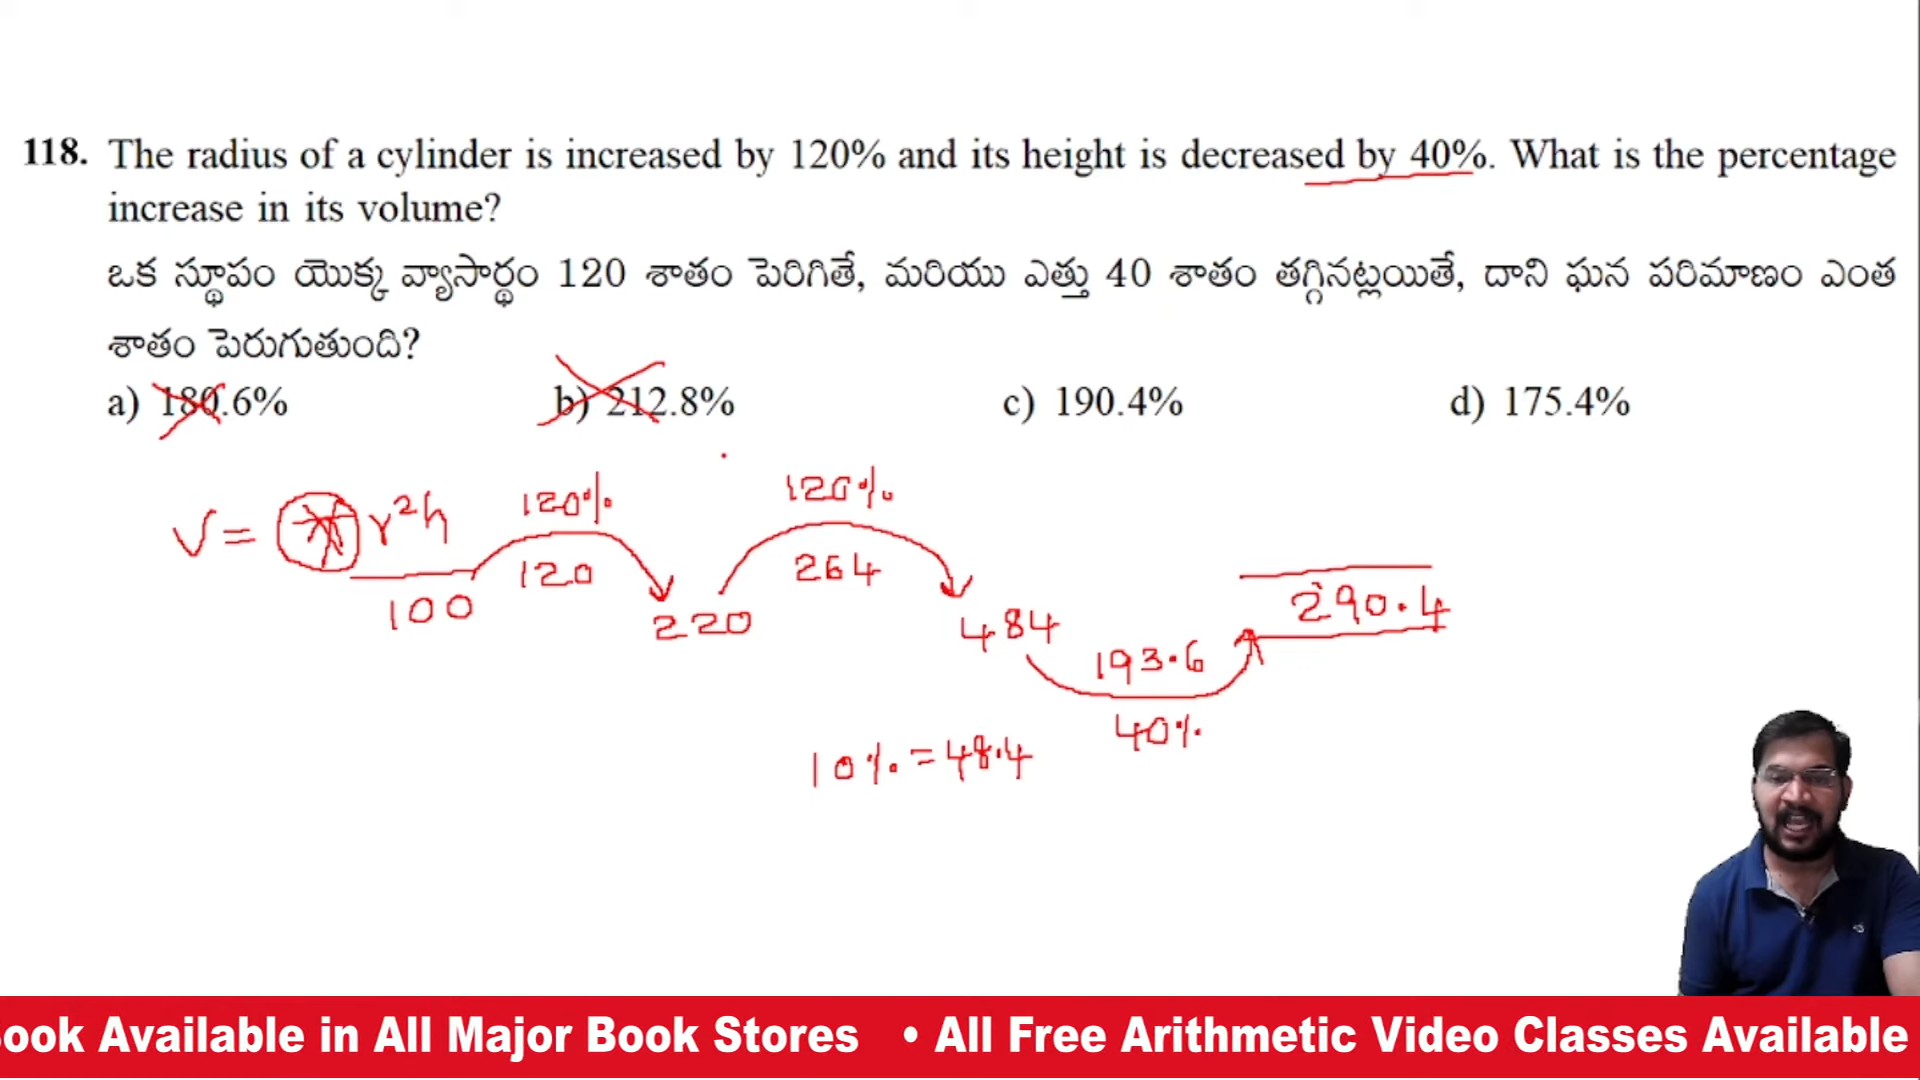 118. The radius of a cylinder is increased by 120% and its height is decreased by 40%. What is the percentage
increase in its volume?
ఒక స్థూపం యొక్క వ్యాసార్థం 120 శాతం పెరిగితే, మరియు ఎత్తు 40 శాతం తగ్గినట్లయితే, దాని ఘన పరిమాణం ఎంత
శాతం పెరుగుతుంది?
a) 180.6% b) 212.8% c) 190.4% d) 175.4%
V = π r²h
100
120%
120
220
120%
264
484
193.6
40%
290.4
10% = 48.4
Book Available in All Major Book Stores • All Free Arithmetic Video Classes Available